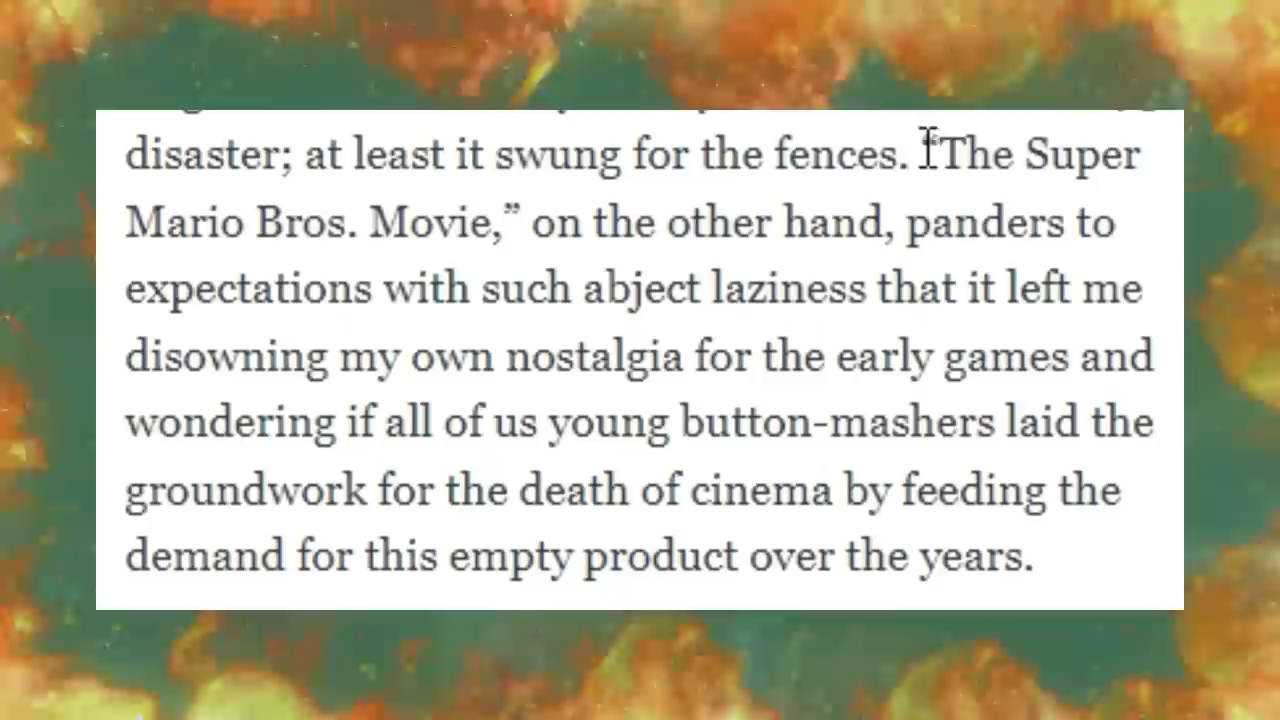 disaster; at least it swung for the fences. “The Super
Mario Bros. Movie,” on the other hand, panders to
expectations with such abject laziness that it left me
disowning my own nostalgia for the early games and
wondering if all of us young button-mashers laid the
groundwork for the death of cinema by feeding the
demand for this empty product over the years.